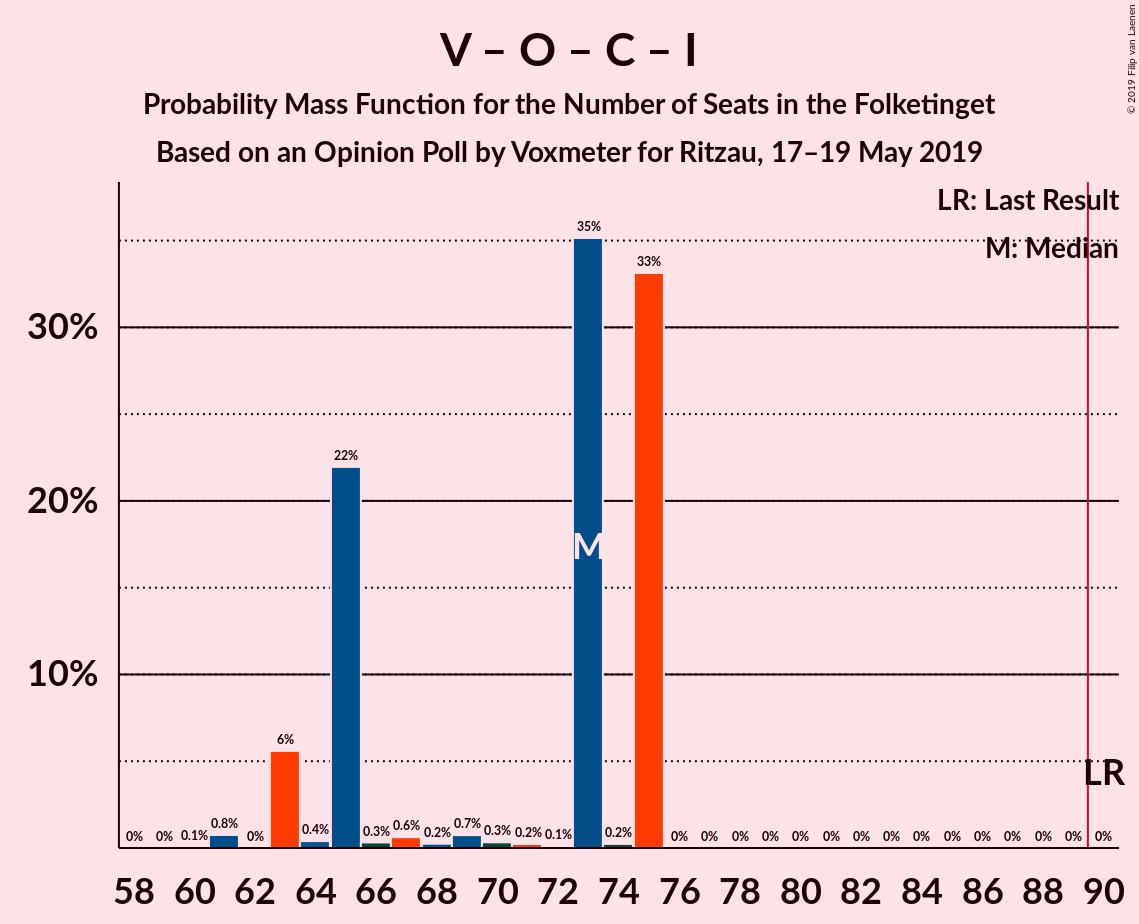 V – O – C – I
Probability Mass Function for the Number of Seats in the Folketinget
Based on an Opinion Poll by Voxmeter for Ritzau, 17–19 May 2019
© 2019 Filip van Laenen
LR: Last Result
M: Median
35%
33%
30%
22%
20%
M
10%
6%
LR
0% 0% 0.1% 0.8% 0% 0.4% 0.3% 0.6% 0.2% 0.7% 0.3% 0.2% 0.1% 0.2% 0% 0% 0% 0% 0% 0% 0% 0% 0% 0% 0% 0% 0% 0% 0%
58 60 62 64 66 68 70 72 74 76 78 80 82 84 86 88 90